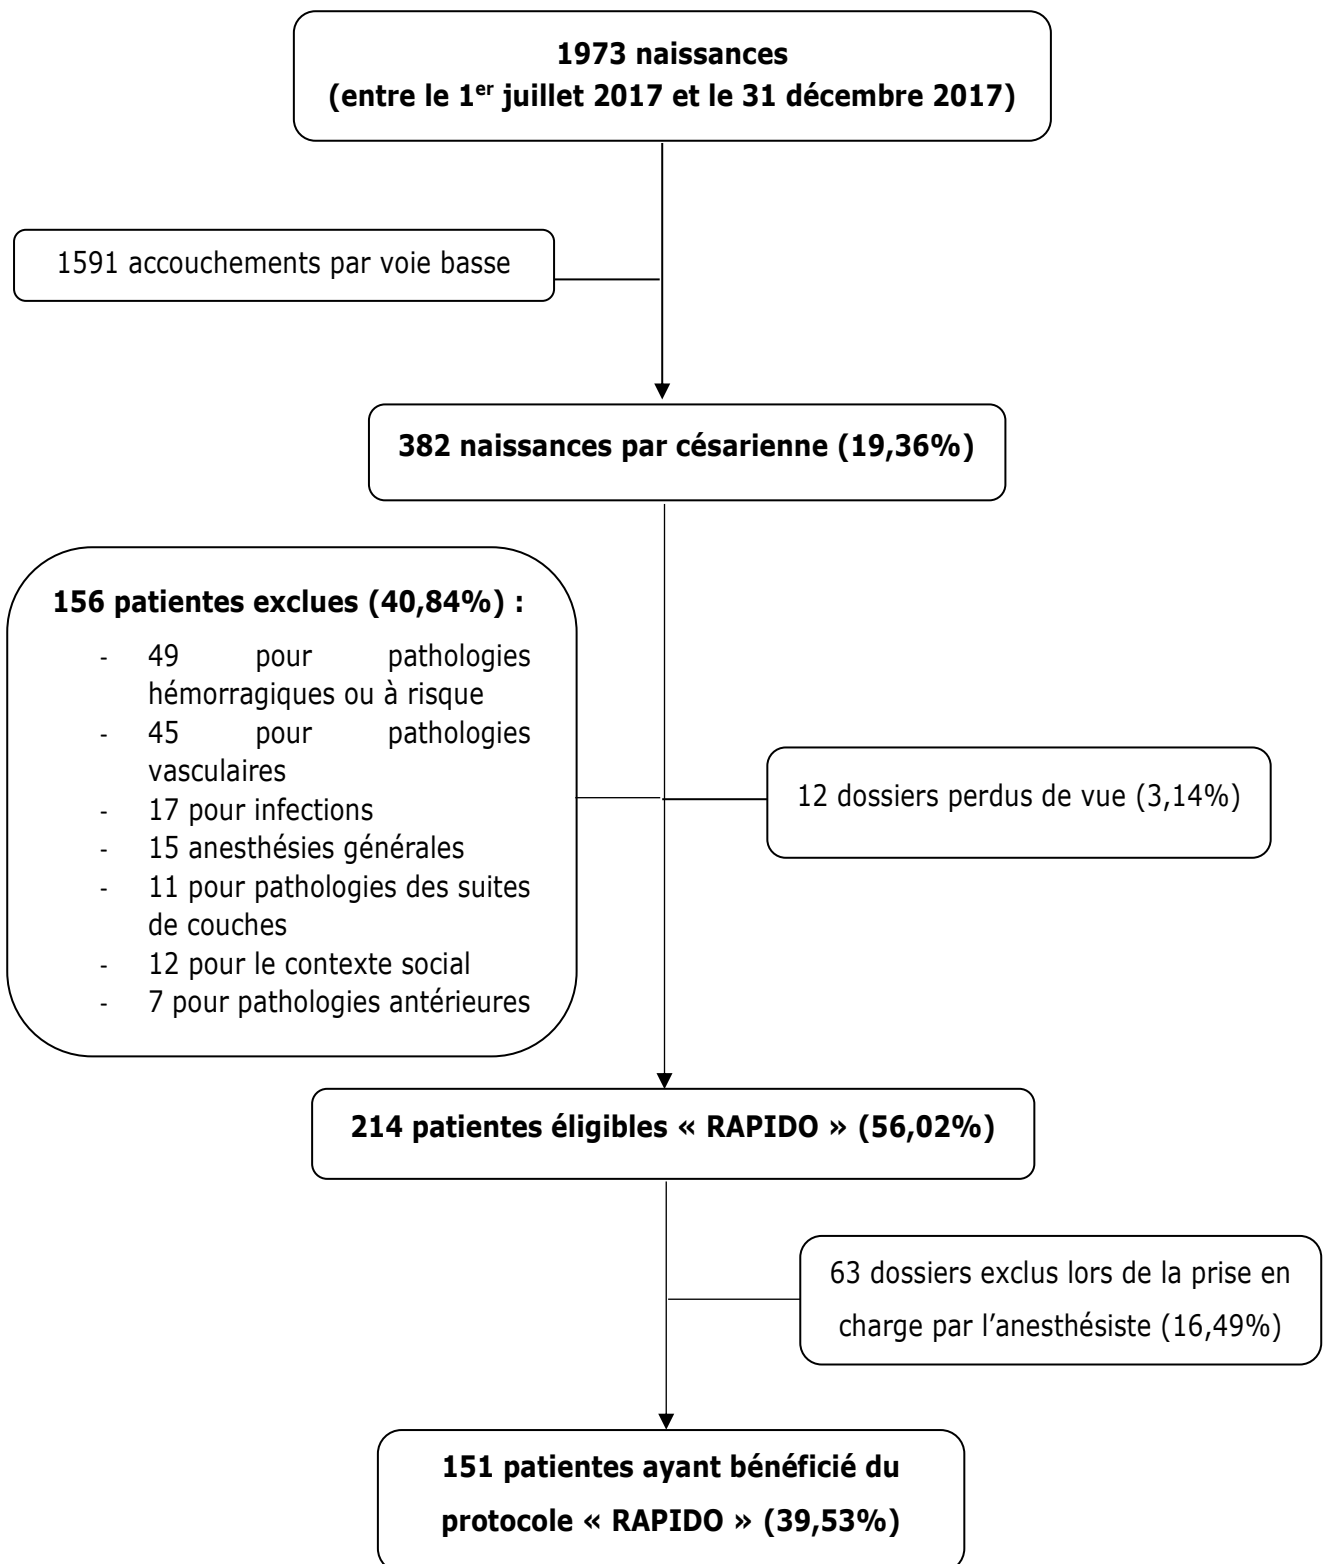 1973 naissances
(entre le 1er juillet 2017 et le 31 décembre 2017)
1591 accouchements par voie basse
382 naissances par césarienne (19,36%)
156 patientes exclues (40,84%) :
- 49 pour pathologies
hémorragiques ou à risque
- 45 pour pathologies
vasculaires
- 17 pour infections
- 15 anesthésies générales
- 11 pour pathologies des suites
de couches
- 12 pour le contexte social
- 7 pour pathologies antérieures
12 dossiers perdus de vue (3,14%)
214 patientes éligibles « RAPIDO » (56,02%)
63 dossiers exclus lors de la prise en
charge par l'anesthésiste (16,49%)
151 patientes ayant bénéficié du
protocole « RAPIDO » (39,53%)